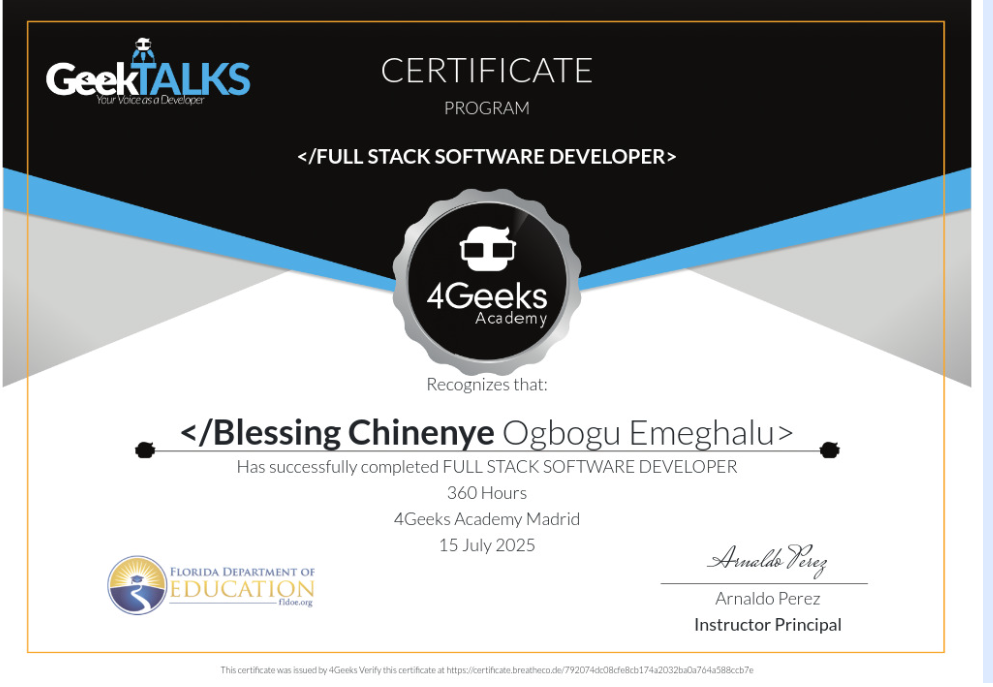 GeekTALKS
Your Voice as a Developer
CERTIFICATE
PROGRAM
</FULL STACK SOFTWARE DEVELOPER>
4Geeks
Academy
Recognizes that:
</Blessing Chinenye Ogbogu Emeghalu>
Has successfully completed FULL STACK SOFTWARE DEVELOPER
360 Hours
4Geeks Academy Madrid
15 July 2025
FLORIDA DEPARTMENT OF
EDUCATION
fldoe.org
Arnaldo Perez
Arnaldo Perez
Instructor Principal
This certificate was issued by 4Geeks Verify this certificate at https://certificate.breatheco.de/792074dc08cfe8cb174a2032ba0a764a588ccb7e